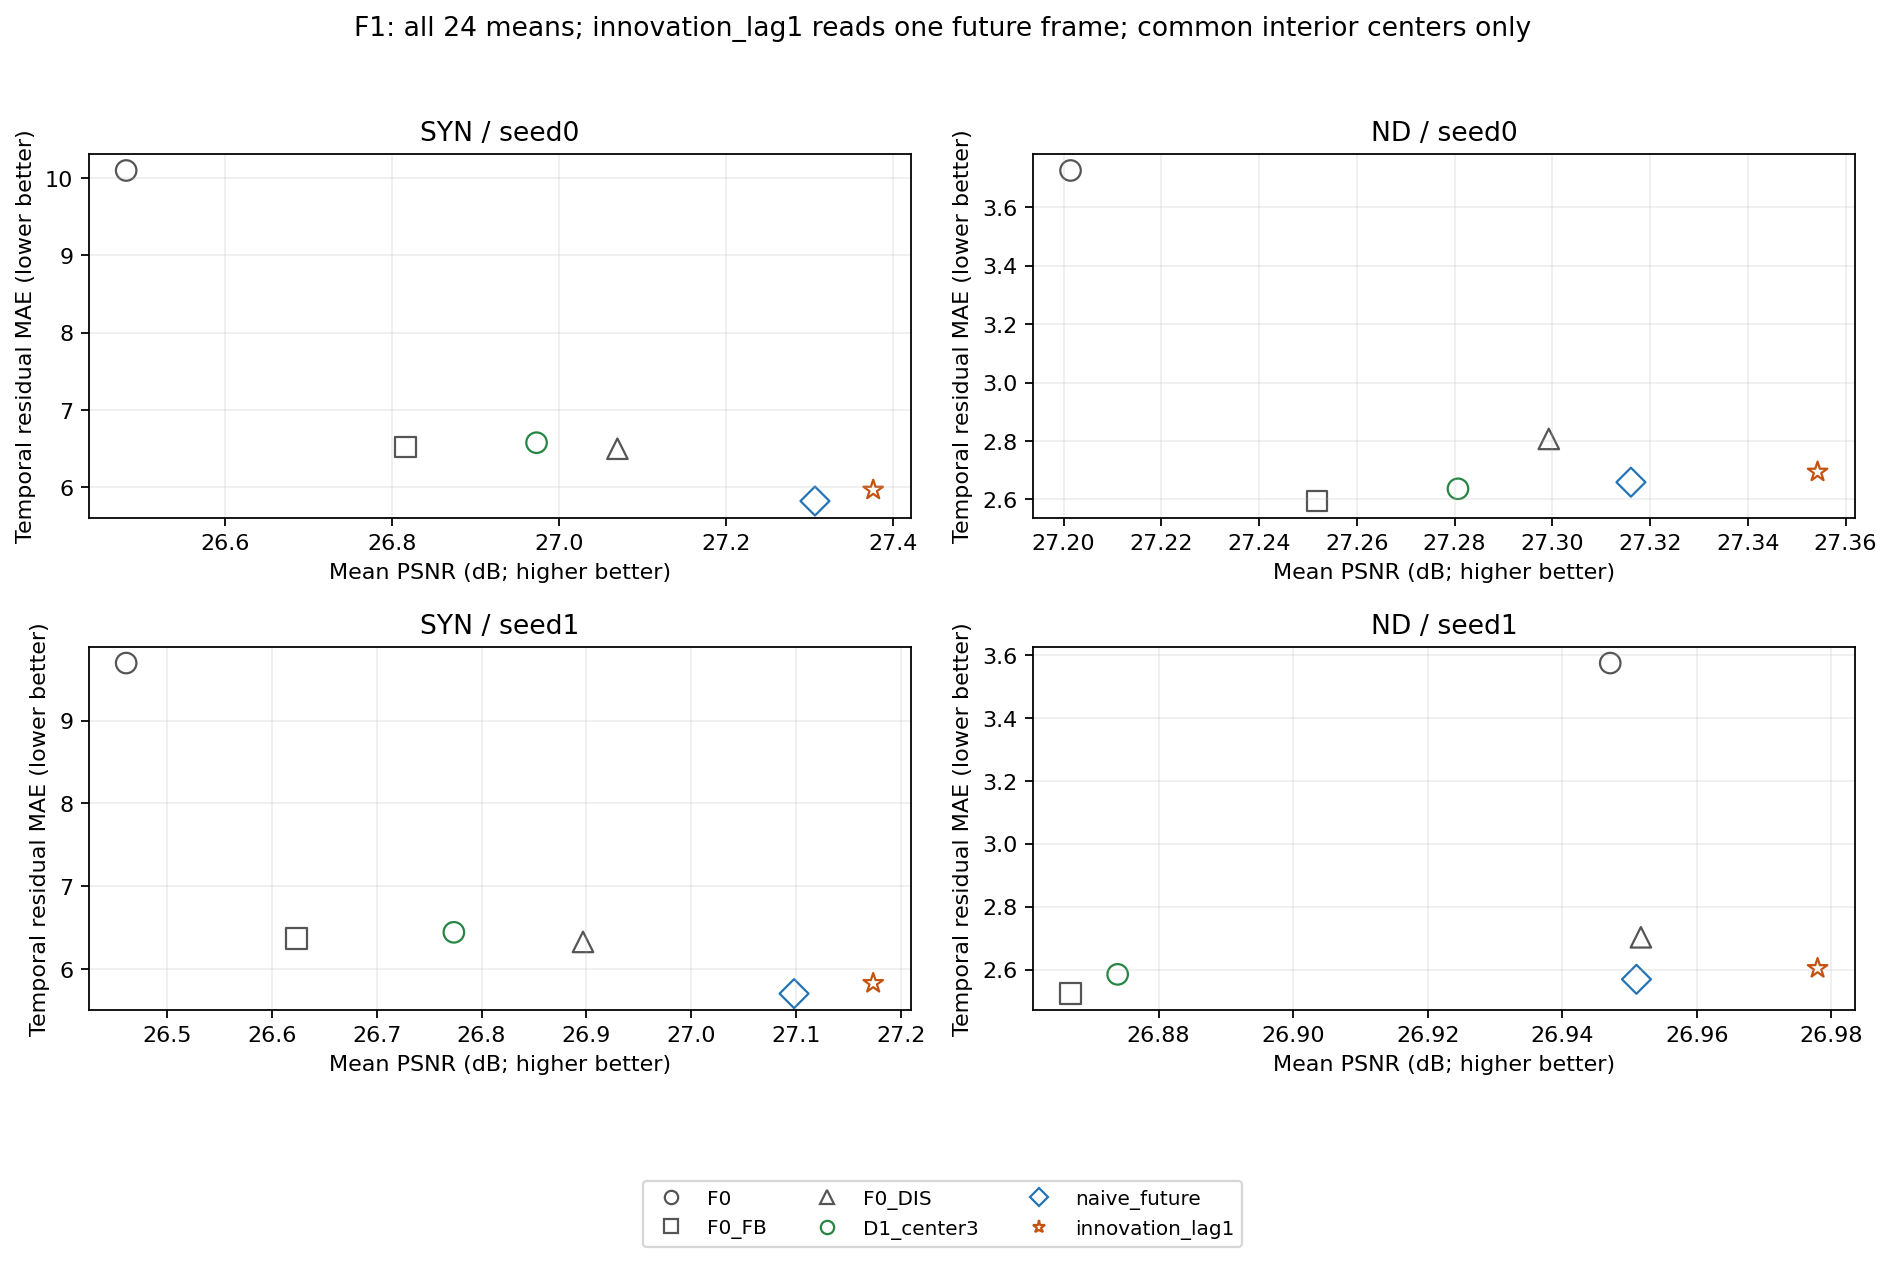 F1: all 24 means; innovation_lag1 reads one future frame; common interior centers only
SYN / seed0
Temporal residual MAE (lower better)
10
9
8
7
6
26.6 26.8 27.0 27.2 27.4
Mean PSNR (dB; higher better)
ND / seed0
Temporal residual MAE (lower better)
3.6
3.4
3.2
3.0
2.8
2.6
27.20 27.22 27.24 27.26 27.28 27.30 27.32 27.34 27.36
Mean PSNR (dB; higher better)
SYN / seed1
Temporal residual MAE (lower better)
9
8
7
6
26.5 26.6 26.7 26.8 26.9 27.0 27.1 27.2
Mean PSNR (dB; higher better)
ND / seed1
Temporal residual MAE (lower better)
3.6
3.4
3.2
3.0
2.8
2.6
26.88 26.90 26.92 26.94 26.96 26.98
Mean PSNR (dB; higher better)
F0
F0_FB
F0_DIS
D1_center3
naive_future
innovation_lag1